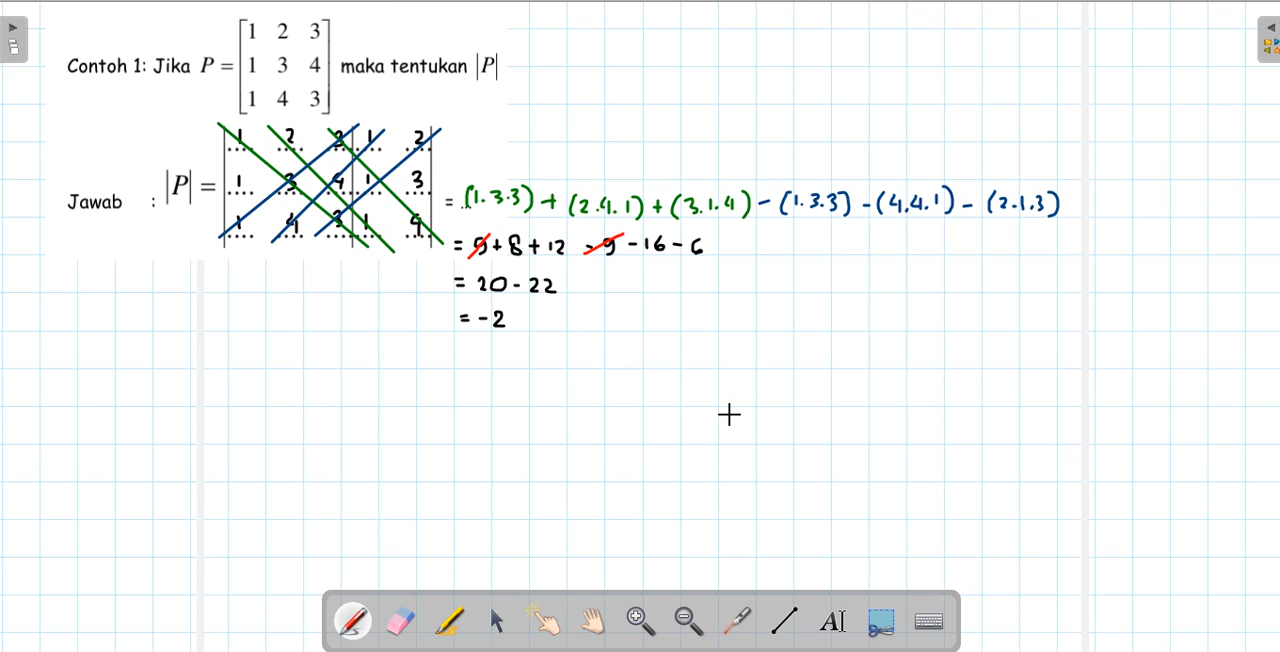 Contoh 1: Jika P = [1 2 3
1 3 4
1 4 3] maka tentukan |P|
1 2 3 1 2
1 3 4 1 3
1 4 3 1 4
Jawab : |P| = = (1.3.3) + (2.4.1) + (3.1.4) - (1.3.3) - (4.4.1) - (2.1.3)
= 9 + 8 + 12 - 9 - 16 - 6
= 20 - 22
= -2
AI